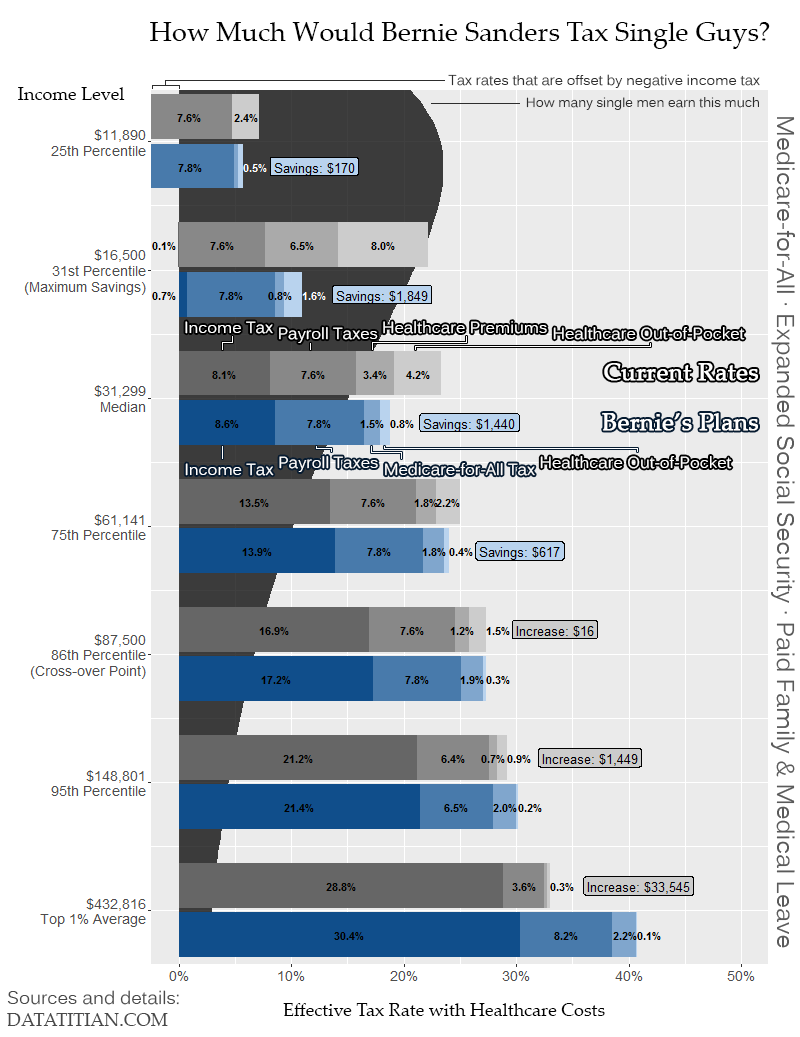 How Much Would Bernie Sanders Tax Single Guys?
Tax rates that are offset by negative income tax
Income Level
How many single men earn this much
7.6% 2.4%
$11,890
25th Percentile
7.8% 0.5% Savings: $170
0.1% 7.6% 6.5% 8.0%
$16,500
31st Percentile
(Maximum Savings)
0.7% 7.8% 0.8% 1.6% Savings: $1,849
Income Tax Payroll Taxes Healthcare Premiums Healthcare Out-of-Pocket
8.1% 7.6% 3.4% 4.2% Current Rates
$31,299
Median
8.6% 7.8% 1.5% 0.8% Savings: $1,440 Bernie's Plans
Income Tax Payroll Taxes Medicare-for-All Tax Healthcare Out-of-Pocket
13.5% 7.6% 1.8% 2.2%
$61,141
75th Percentile
13.9% 7.8% 1.8% 0.4% Savings: $617
16.9% 7.6% 1.2% 1.5% Increase: $16
$87,500
86th Percentile
(Cross-over Point)
17.2% 7.8% 1.9% 0.3%
21.2% 6.4% 0.7% 0.9% Increase: $1,449
$148,801
95th Percentile
21.4% 6.5% 2.0% 0.2%
28.8% 3.6% 0.3% Increase: $33,545
$432,816
Top 1% Average
30.4% 8.2% 2.2% 0.1%
0% 10% 20% 30% 40% 50%
Effective Tax Rate with Healthcare Costs
Sources and details:
DATATITIAN.COM
Medicare-for-All · Expanded Social Security · Paid Family & Medical Leave